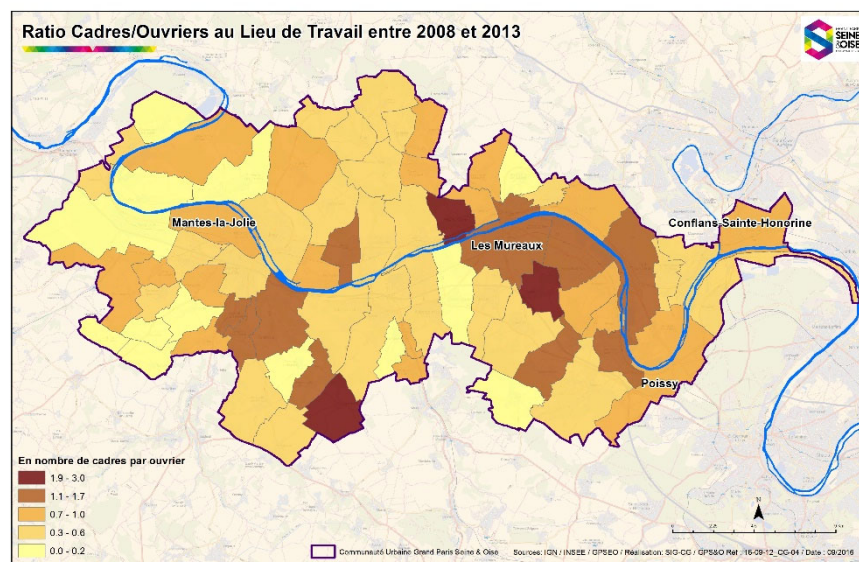 Ratio Cadres/Ouvriers au Lieu de Travail entre 2008 et 2013
SEINE
& OISE
Conflans-Sainte-Honorine
Mantes-la-Jolie
Les Mureaux
Poissy
En nombre de cadres par ouvrier
1.9 - 3.0
1.1 - 1.7
0.7 - 1.0
0.3 - 0.6
0.0 - 0.2
N
Communauté Urbaine Grand Paris Seine & Oise
Sources: IGN / INSEE / GPSEO / Réalisation: SIG-CG / GPS&O Réf : 16-09-12_CG-04 / Date : 09/2016